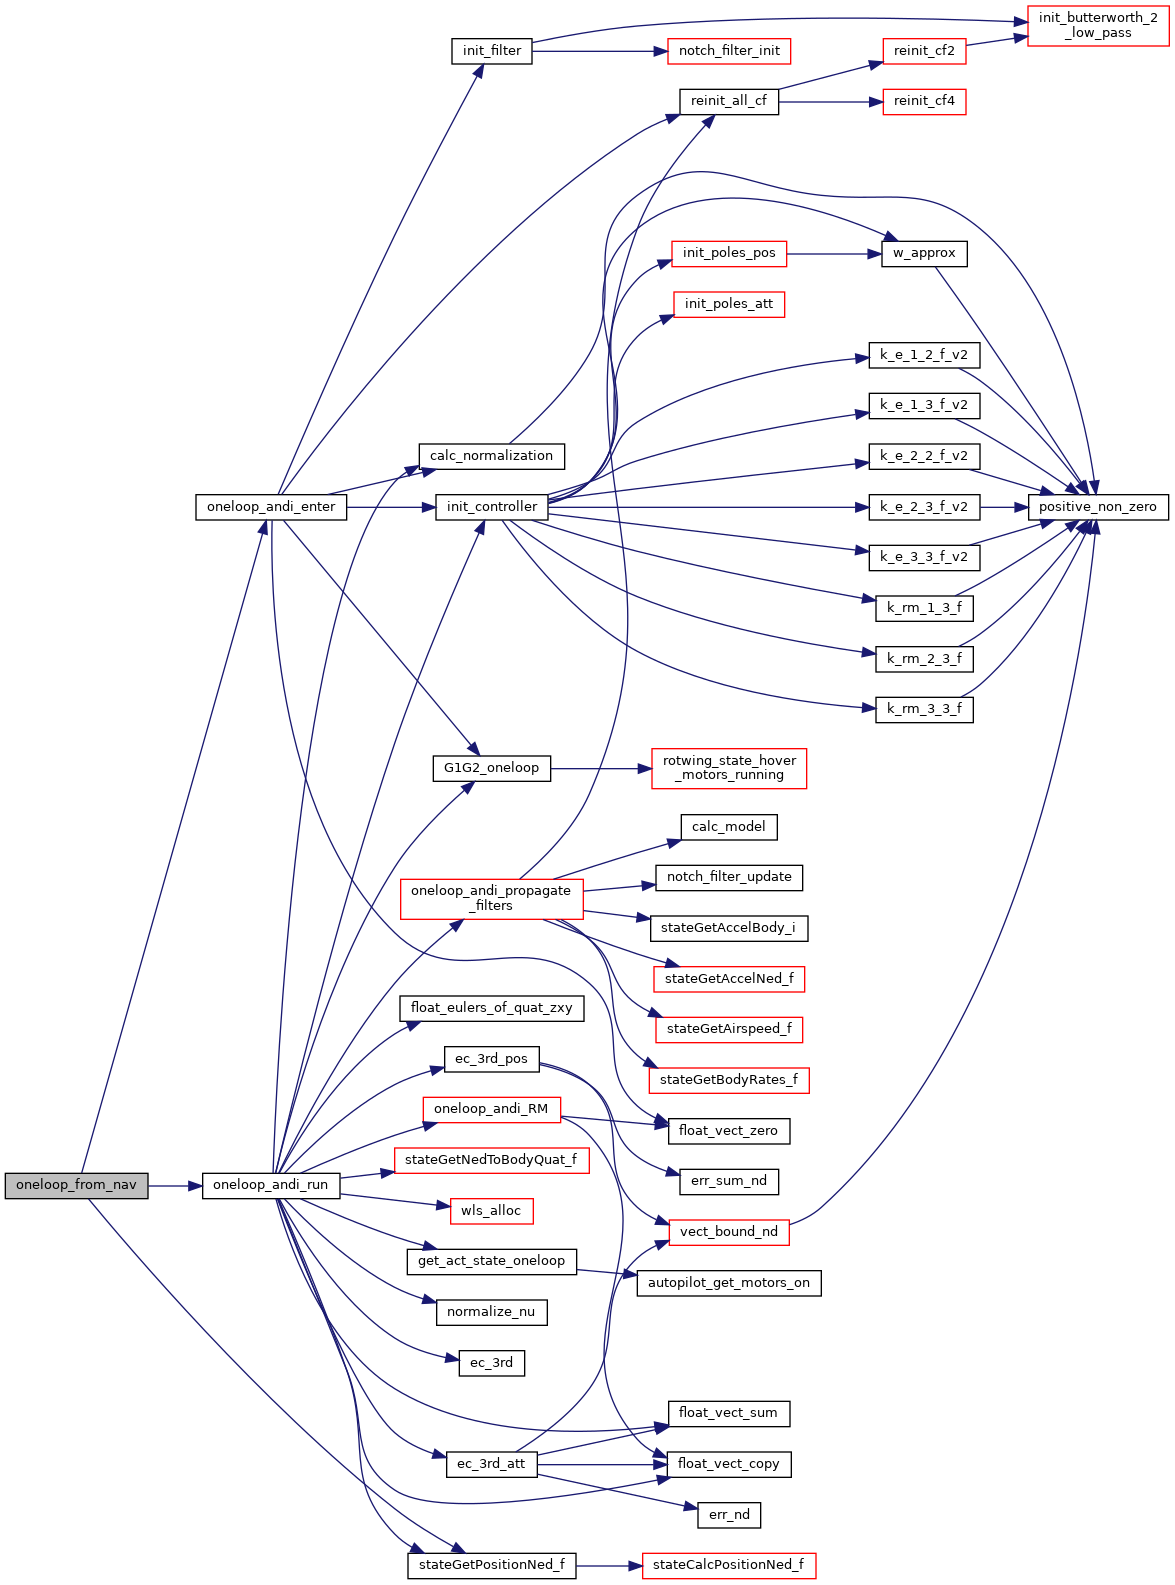 init_butterworth_2
_low_pass
init_filter
notch_filter_init
reinit_cf2
reinit_all_cf
reinit_cf4
init_poles_pos
w_approx
init_poles_att
k_e_1_2_f_v2
k_e_1_3_f_v2
calc_normalization
k_e_2_2_f_v2
oneloop_andi_enter
init_controller
k_e_2_3_f_v2
positive_non_zero
k_e_3_3_f_v2
k_rm_1_3_f
k_rm_2_3_f
k_rm_3_3_f
G1G2_oneloop
rotwing_state_hover
_motors_running
calc_model
oneloop_andi_propagate
_filters
notch_filter_update
stateGetAccelBody_i
stateGetAccelNed_f
float_eulers_of_quat_zxy
stateGetAirspeed_f
ec_3rd_pos
stateGetBodyRates_f
oneloop_andi_RM
float_vect_zero
stateGetNedToBodyQuat_f
oneloop_from_nav
oneloop_andi_run
err_sum_nd
wls_alloc
vect_bound_nd
get_act_state_oneloop
autopilot_get_motors_on
normalize_nu
ec_3rd
float_vect_sum
ec_3rd_att
float_vect_copy
err_nd
stateGetPositionNed_f
stateCalcPositionNed_f